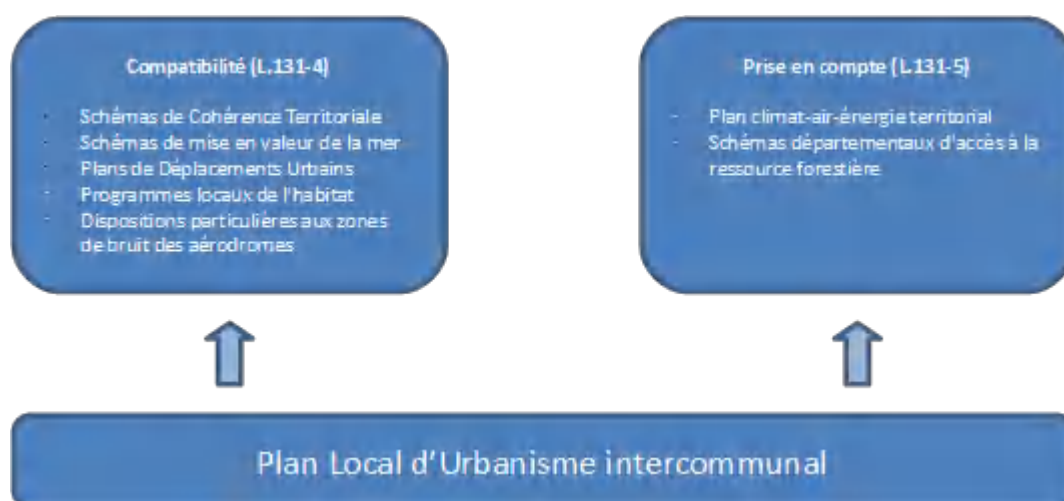 Compatibilité (L.131-4)
- Schémas de Cohérence Territoriale
- Schémas de mise en valeur de la mer
- Plans de Déplacements Urbains
- Programmes locaux de l'habitat
- Dispositions particulières aux zones
de bruit des aérodromes
Prise en compte (L.131-5)
- Plan climat-air-énergie territorial
- Schémas départementaux d'accès à la
ressource forestière
Plan Local d'Urbanisme intercommunal